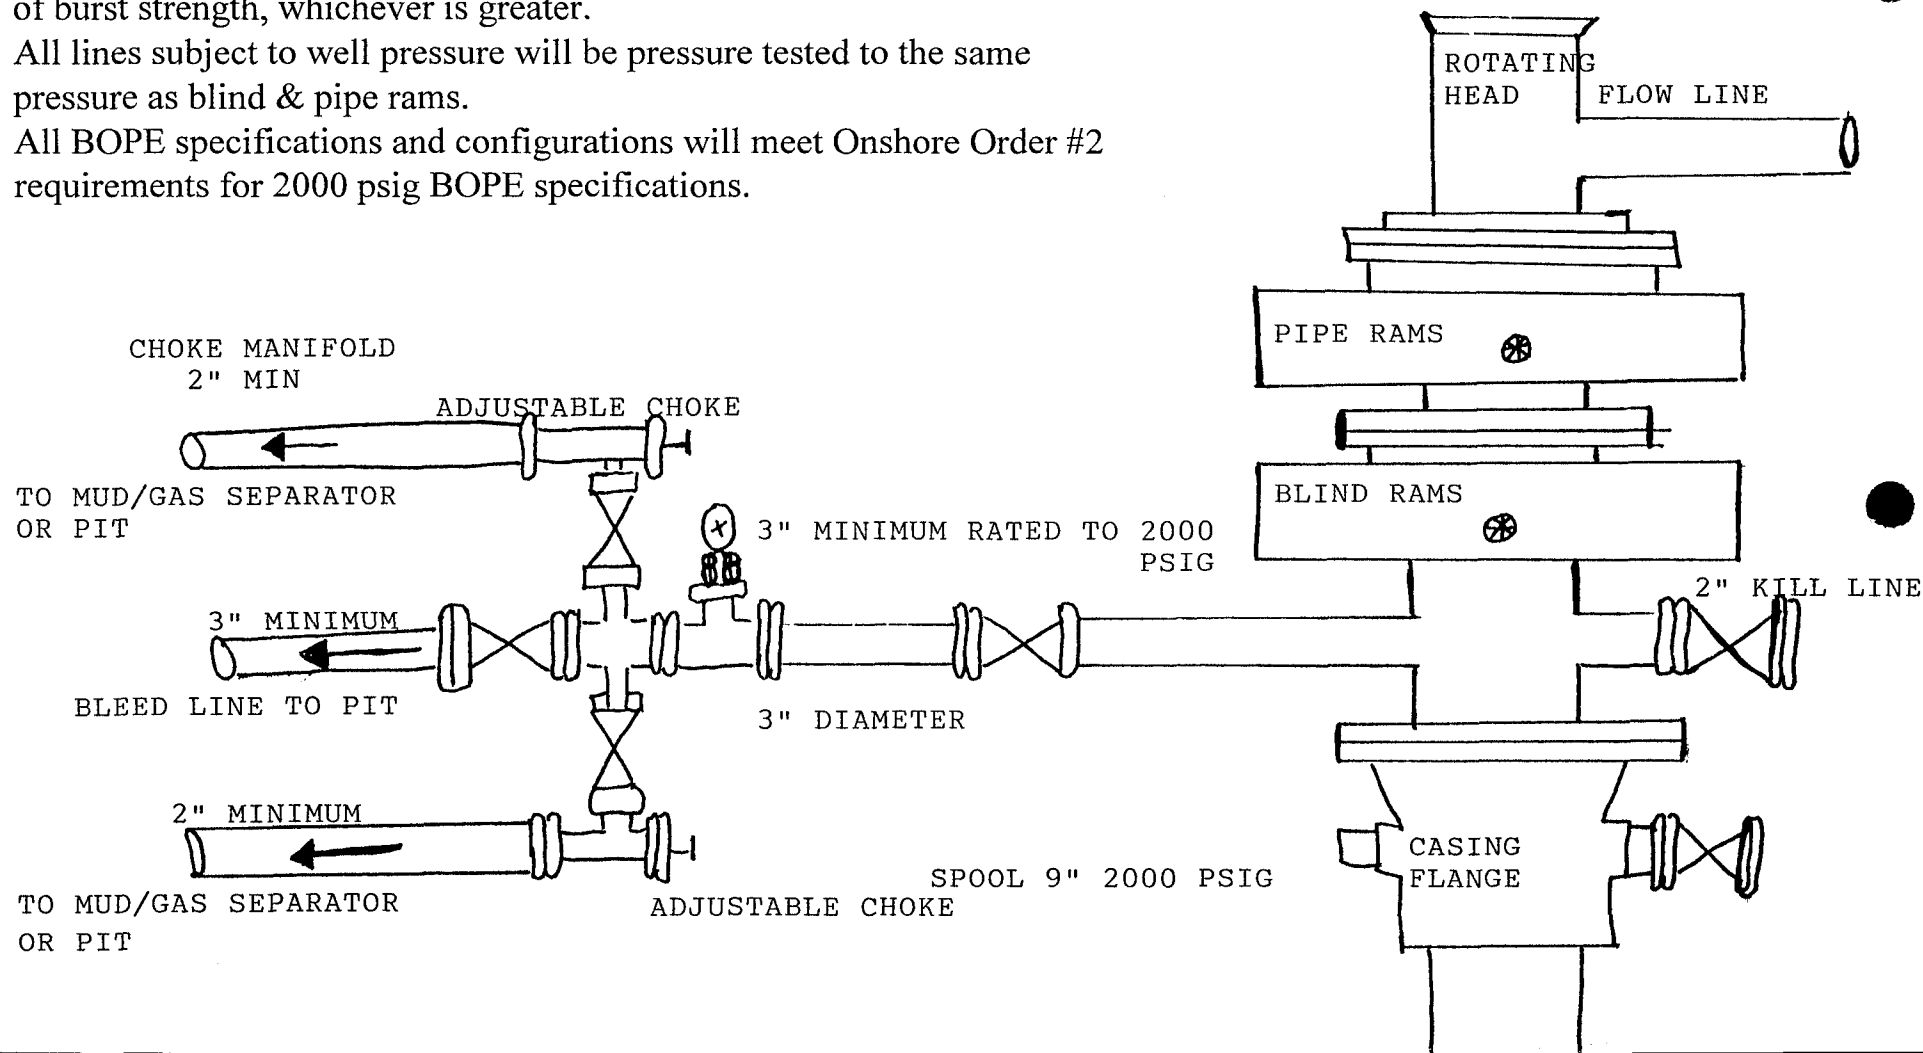 of burst strength, whichever is greater.
All lines subject to well pressure will be pressure tested to the same
pressure as blind & pipe rams.
All BOPE specifications and configurations will meet Onshore Order #2
requirements for 2000 psig BOPE specifications.
ROTATING
HEAD
FLOW LINE
PIPE RAMS
CHOKE MANIFOLD
2" MIN
ADJUSTABLE CHOKE
TO MUD/GAS SEPARATOR
OR PIT
BLIND RAMS
3" MINIMUM RATED TO 2000
PSIG
2" KILL LINE
3" MINIMUM
BLEED LINE TO PIT
3" DIAMETER
2" MINIMUM
CASING
FLANGE
SPOOL 9" 2000 PSIG
TO MUD/GAS SEPARATOR
OR PIT
ADJUSTABLE CHOKE